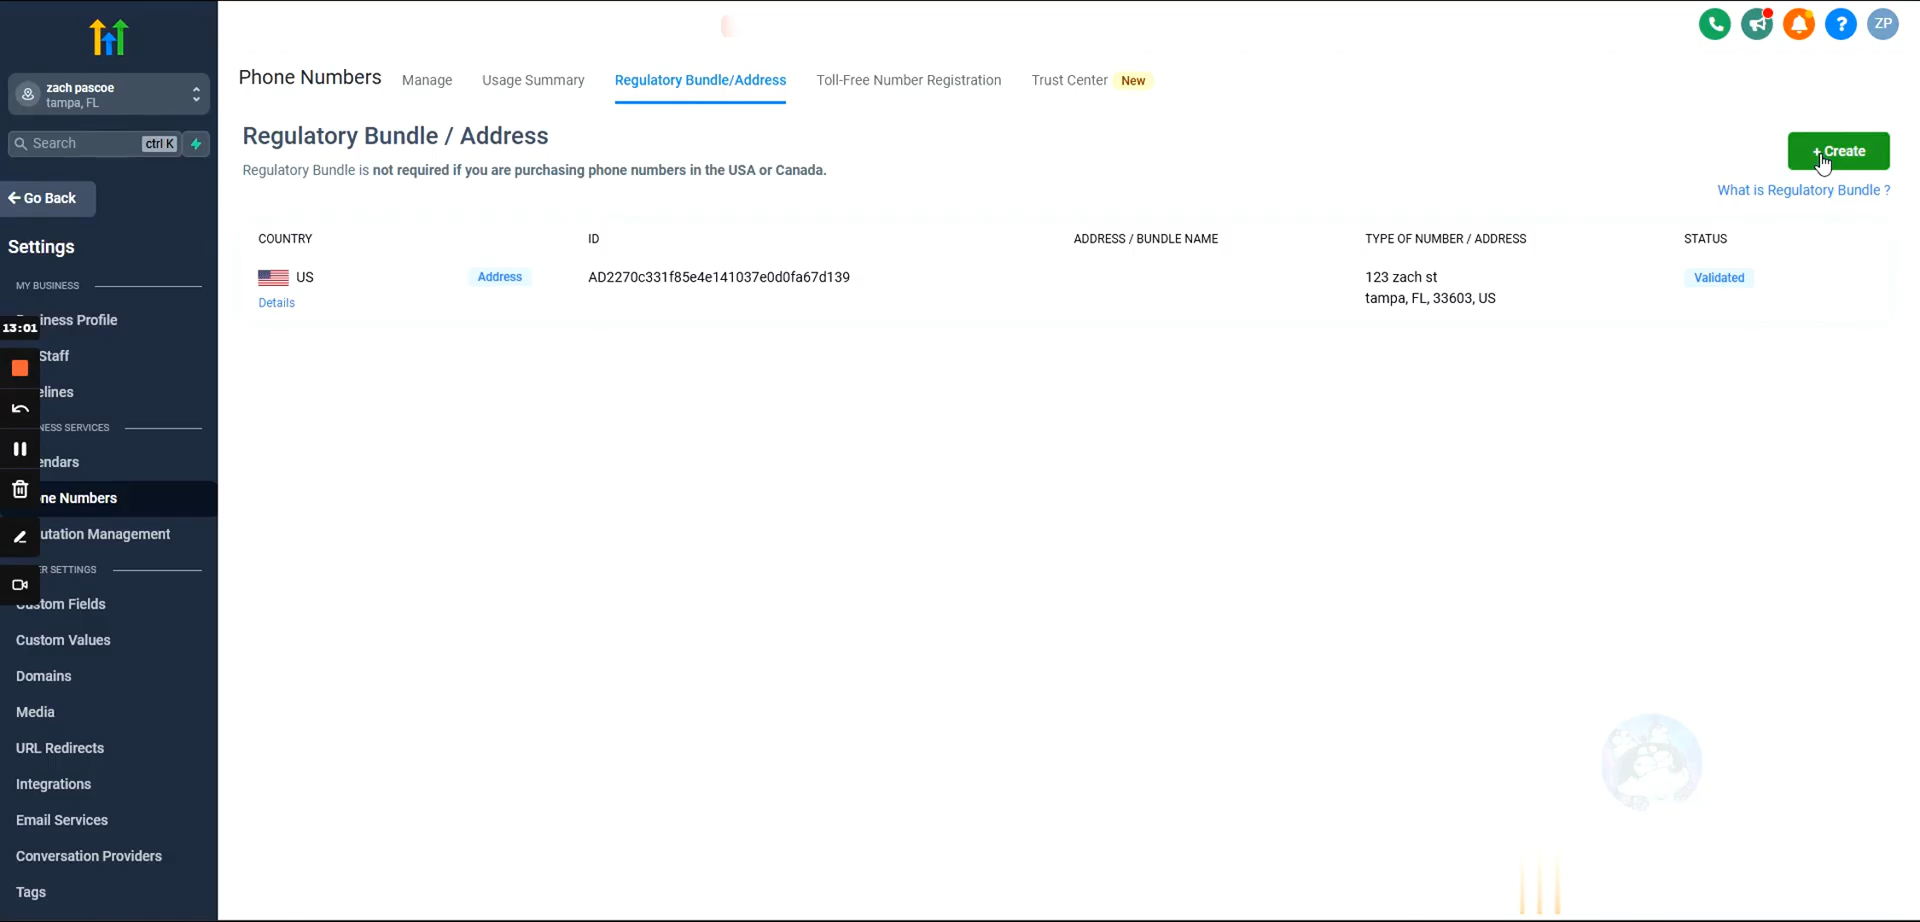 zach pascoe
tampa, FL
Search
ctrl K
Go Back
Settings
MY BUSINESS
iness Profile
13:01
Staff
elines
NESS SERVICES
endars
ne Numbers
utation Management
ER SETTINGS
Custom Fields
Custom Values
Domains
Media
URL Redirects
Integrations
Email Services
Conversation Providers
Tags
Phone Numbers
Manage
Usage Summary
Regulatory Bundle/Address
Toll-Free Number Registration
Trust Center
New
ZP
Regulatory Bundle / Address
Regulatory Bundle is not required if you are purchasing phone numbers in the USA or Canada.
+ Create
What is Regulatory Bundle ?
COUNTRY
ID
ADDRESS / BUNDLE NAME
TYPE OF NUMBER / ADDRESS
STATUS
US
Address
AD2270c331f85e4e141037e0d0fa67d139
123 zach st
tampa, FL, 33603, US
Validated
Details